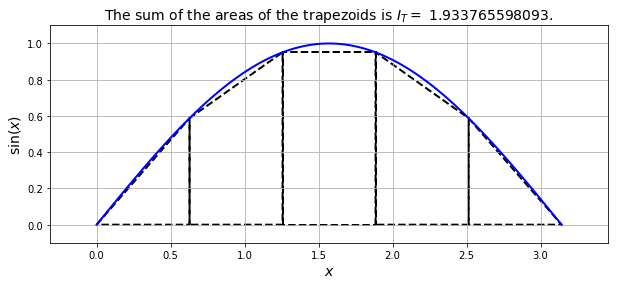 The sum of the areas of the trapezoids is I_T = 1.933765598093.
1.0
0.8
0.6
0.4
0.2
0.0
sin(x)
0.0 0.5 1.0 1.5 2.0 2.5 3.0
x